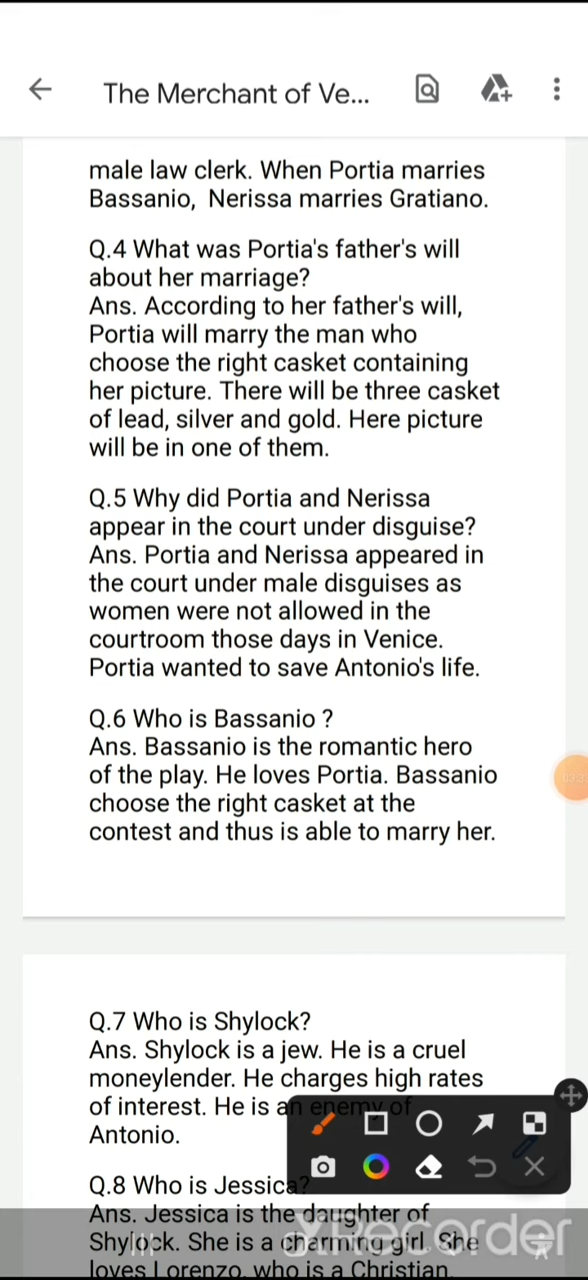 The Merchant of Ve...
male law clerk. When Portia marries
Bassanio, Nerissa marries Gratiano.
Q.4 What was Portia's father's will
about her marriage?
Ans. According to her father's will,
Portia will marry the man who
choose the right casket containing
her picture. There will be three casket
of lead, silver and gold. Here picture
will be in one of them.
Q.5 Why did Portia and Nerissa
appear in the court under disguise?
Ans. Portia and Nerissa appeared in
the court under male disguises as
women were not allowed in the
courtroom those days in Venice.
Portia wanted to save Antonio's life.
Q.6 Who is Bassanio ?
Ans. Bassanio is the romantic hero
of the play. He loves Portia. Bassanio
choose the right casket at the
contest and thus is able to marry her.
Q.7 Who is Shylock?
Ans. Shylock is a jew. He is a cruel
moneylender. He charges high rates
of interest. He is an enemy of
Antonio.
Q.8 Who is Jessica?
Ans. Jessica is the daughter of
Shylock. She is a charming girl. She
loves Lorenzo, who is a Christian
XRecorder